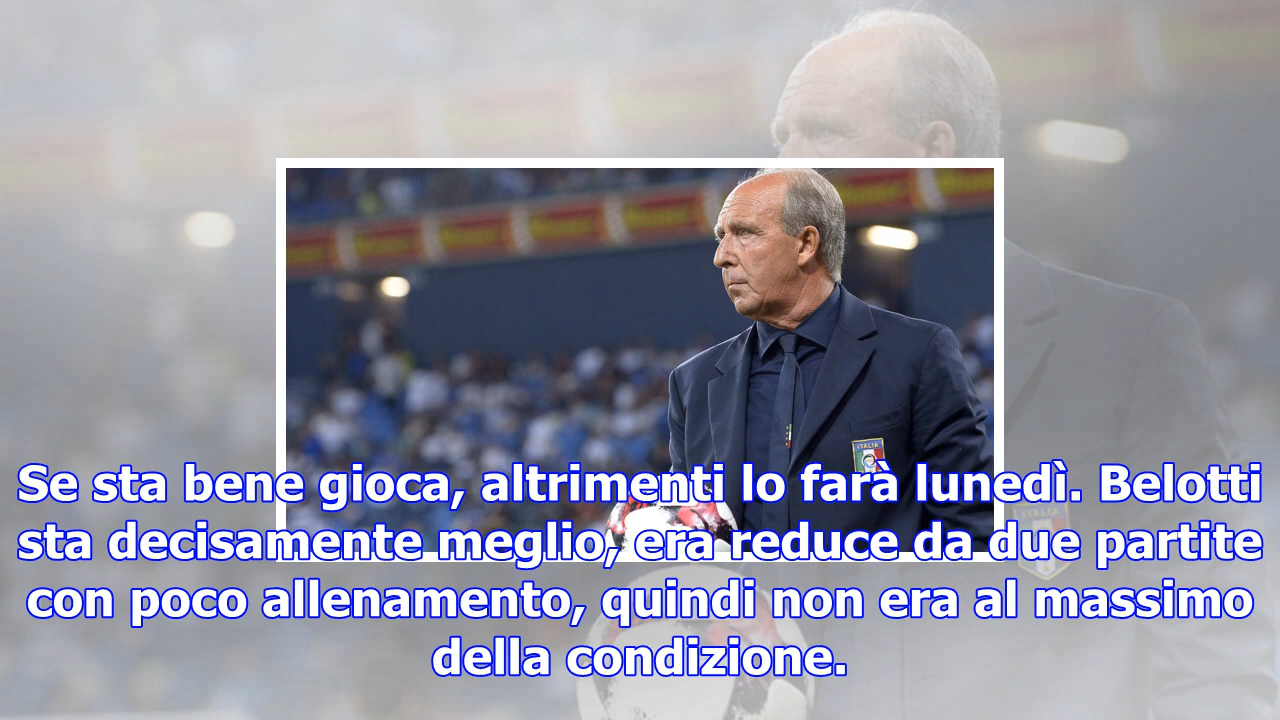 ITALIA
Se sta bene gioca, altrimenti lo farà lunedì. Belotti
sta decisamente meglio, era reduce da due partite
con poco allenamento, quindi non era al massimo
della condizione.